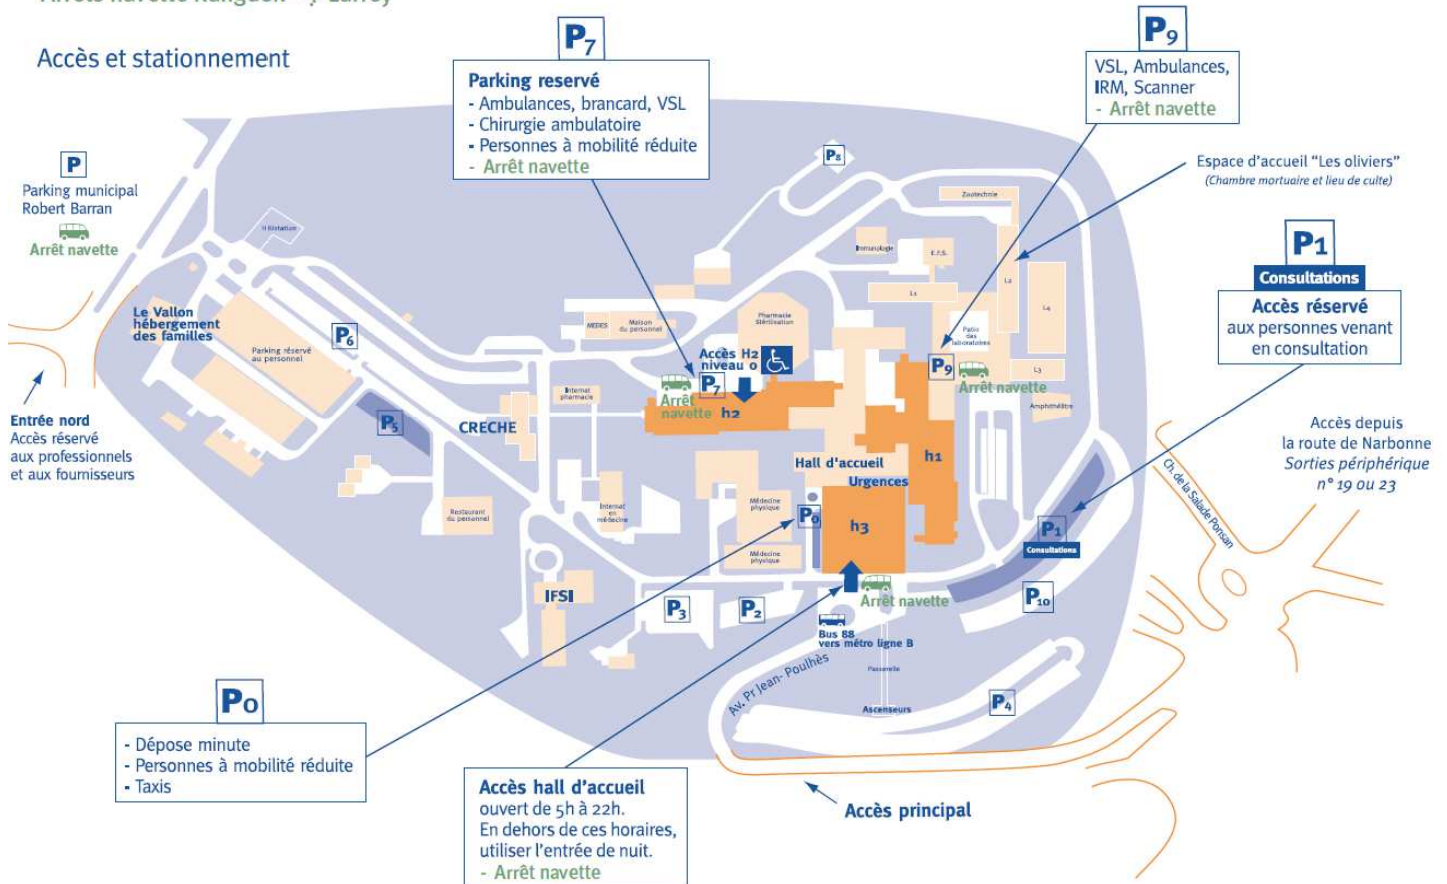 Accès et stationnement
P7
Parking reservé
- Ambulances, brancard, VSL
- Chirurgie ambulatoire
- Personnes à mobilité réduite
- Arrêt navette
P9
VSL, Ambulances,
IRM, Scanner
- Arrêt navette
Espace d'accueil "Les oliviers"
(Chambre mortuaire et lieu de culte)
P1
Consultations
Accès réservé
aux personnes venant
en consultation
P
Parking municipal
Robert Barran
Arrêt navette
P8
Zootechnie
Immunologie
E.F.S.
L1
L2
L4
L3
Patio
des
laboratoires
Amphithéâtre
Le Vallon
hébergement
des familles
Parking réservé
au personnel
P6
MEDES
Maison
du personnel
Pharmacie
Stérilisation
Accès H2
niveau 0
P7
Arrêt
navette
h2
P9
Arrêt navette
Internat
pharmacie
CRECHE
P5
Entrée nord
Accès réservé
aux professionnels
et aux fournisseurs
Accès depuis
la route de Narbonne
Sorties périphérique
n° 19 ou 23
Ch. de la Salade Ponsan
Hall d'accueil
Urgences
h1
h3
P0
Restaurant
du personnel
Internat
en
médecine
Médecine
physique
Médecine
physique
P1
Consultations
P10
IFSI
P3
P2
Arrêt navette
Bus 88
vers métro ligne B
Passerelle
Ascenseurs
P4
Av. Pr Jean- Poulhès
P0
- Dépose minute
- Personnes à mobilité réduite
- Taxis
Accès hall d'accueil
ouvert de 5h à 22h.
En dehors de ces horaires,
utiliser l'entrée de nuit.
- Arrêt navette
Accès principal